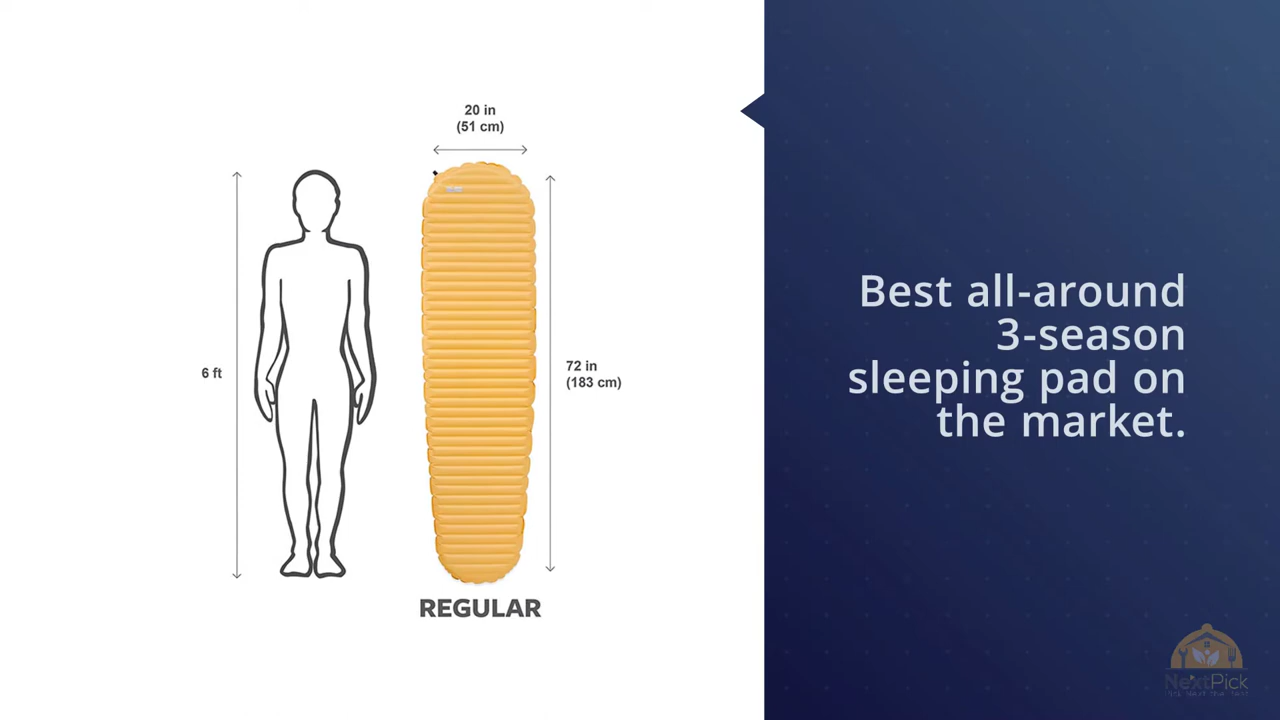 20 in
(51 cm)
6 ft
72 in
(183 cm)
REGULAR
Best all-around
3-season
sleeping pad on
the market.
NextPick